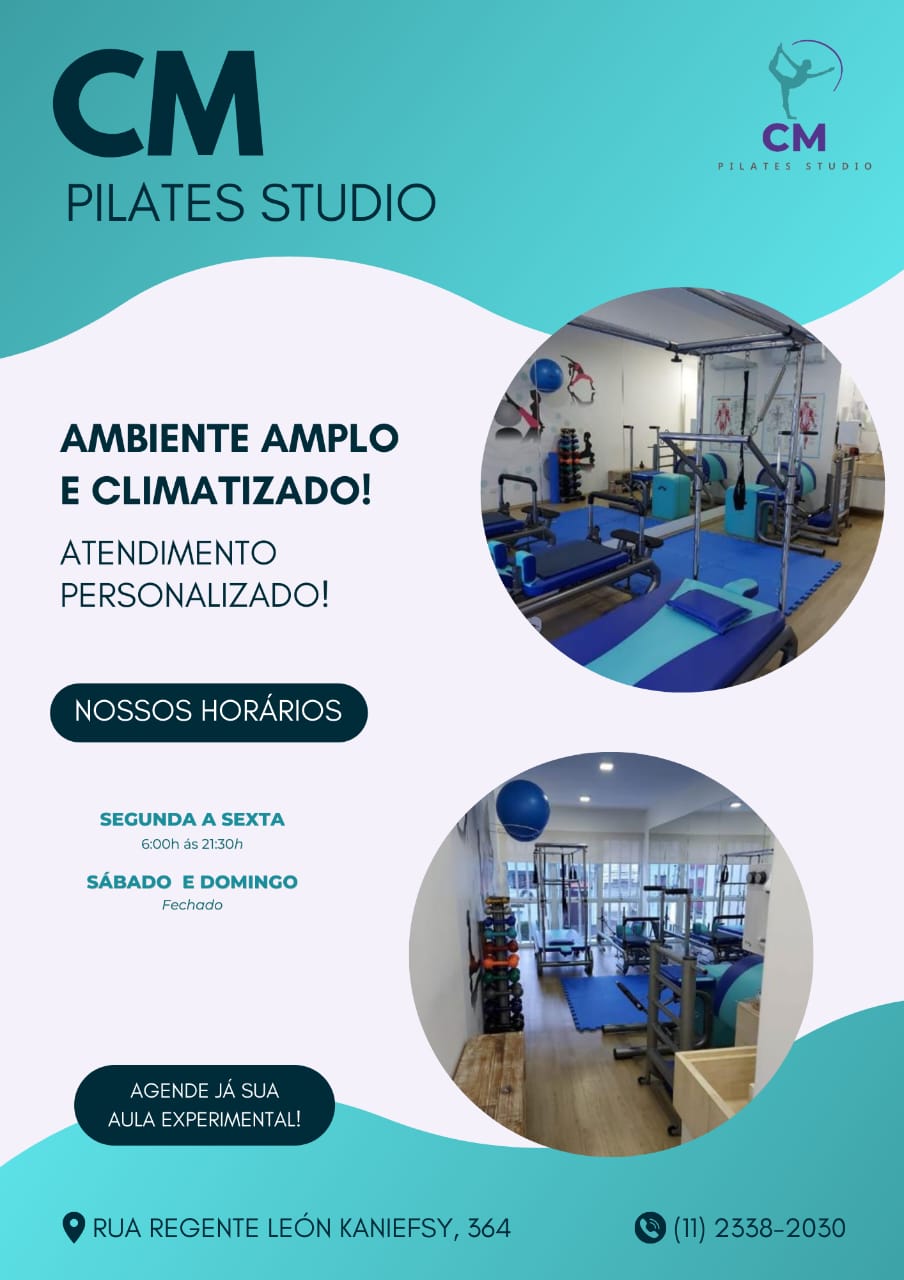 CM
PILATES STUDIO
CM
PILATES STUDIO
AMBIENTE AMPLO
E CLIMATIZADO!
ATENDIMENTO
PERSONALIZADO!
NOSSOS HORÁRIOS
SEGUNDA A SEXTA
6:00h ás 21:30h
SÁBADO E DOMINGO
Fechado
AGENDE JÁ SUA
AULA EXPERIMENTAL!
RUA REGENTE LEÓN KANIEFSY, 364
(11) 2338-2030